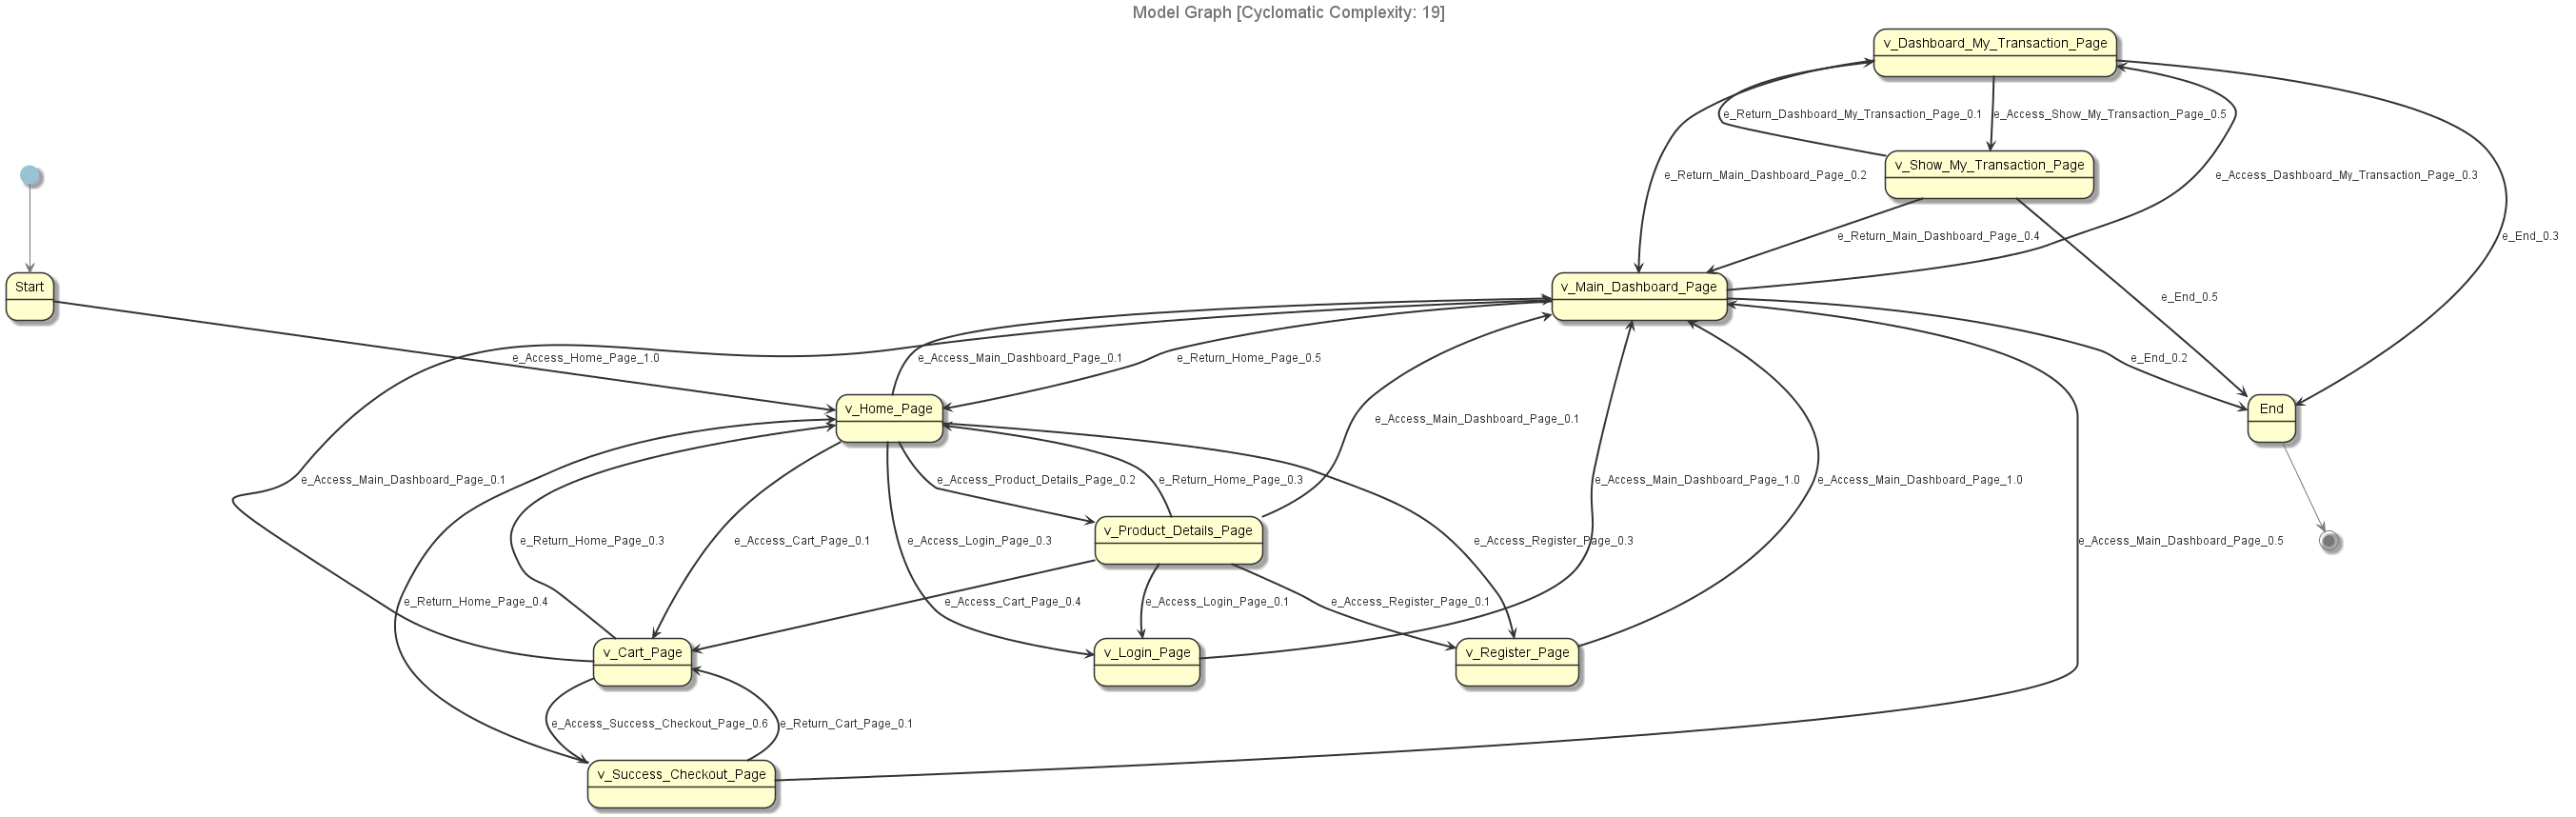 Model Graph [Cyclomatic Complexity: 19]
v_Dashboard_My_Transaction_Page
e_Return_Dashboard_My_Transaction_Page_0.1
e_Access_Show_My_Transaction_Page_0.5
v_Show_My_Transaction_Page
e_Return_Main_Dashboard_Page_0.2
e_Access_Dashboard_My_Transaction_Page_0.3
e_Return_Main_Dashboard_Page_0.4
e_End_0.3
Start
v_Main_Dashboard_Page
e_End_0.5
e_Access_Home_Page_1.0
e_Access_Main_Dashboard_Page_0.1
e_Return_Home_Page_0.5
e_End_0.2
v_Home_Page
End
e_Access_Main_Dashboard_Page_0.1
e_Access_Main_Dashboard_Page_0.1
e_Access_Product_Details_Page_0.2
e_Return_Home_Page_0.3
e_Access_Main_Dashboard_Page_1.0
e_Access_Main_Dashboard_Page_1.0
v_Product_Details_Page
e_Return_Home_Page_0.3
e_Access_Cart_Page_0.1
e_Access_Login_Page_0.3
e_Access_Register_Page_0.3
e_Access_Main_Dashboard_Page_0.5
e_Return_Home_Page_0.4
e_Access_Cart_Page_0.4
e_Access_Login_Page_0.1
e_Access_Register_Page_0.1
v_Cart_Page
v_Login_Page
v_Register_Page
e_Access_Success_Checkout_Page_0.6
e_Return_Cart_Page_0.1
v_Success_Checkout_Page